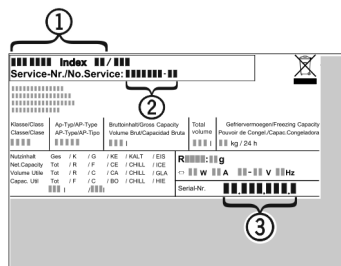 1
Index /
Service-Nr./No.Service: -
2
Klasse/Class Ap-Typ/AP-Type Bruttoinhalt/Gross Capacity Total Gefriervermoegen/Freezing Capacity
Classe/Clase AP-Type/AP-Tipo Volume Brut/Capacidad Bruta volume Pouvoir de Congel./Capac.Congeladora
l l kg / 24 h
Nutzinhalt Ges / K / G / KE / KALT / EIS
Net Capacity Tot / R / F / CE / CHILL / ICE
Volume Utile Tot / R / C / CA / CHILL / GLA
Capac. Util Tot / F / C / BO / CHILL / HIE
l / l
R : g
W A - V Hz
Serial-Nr. . . .
3